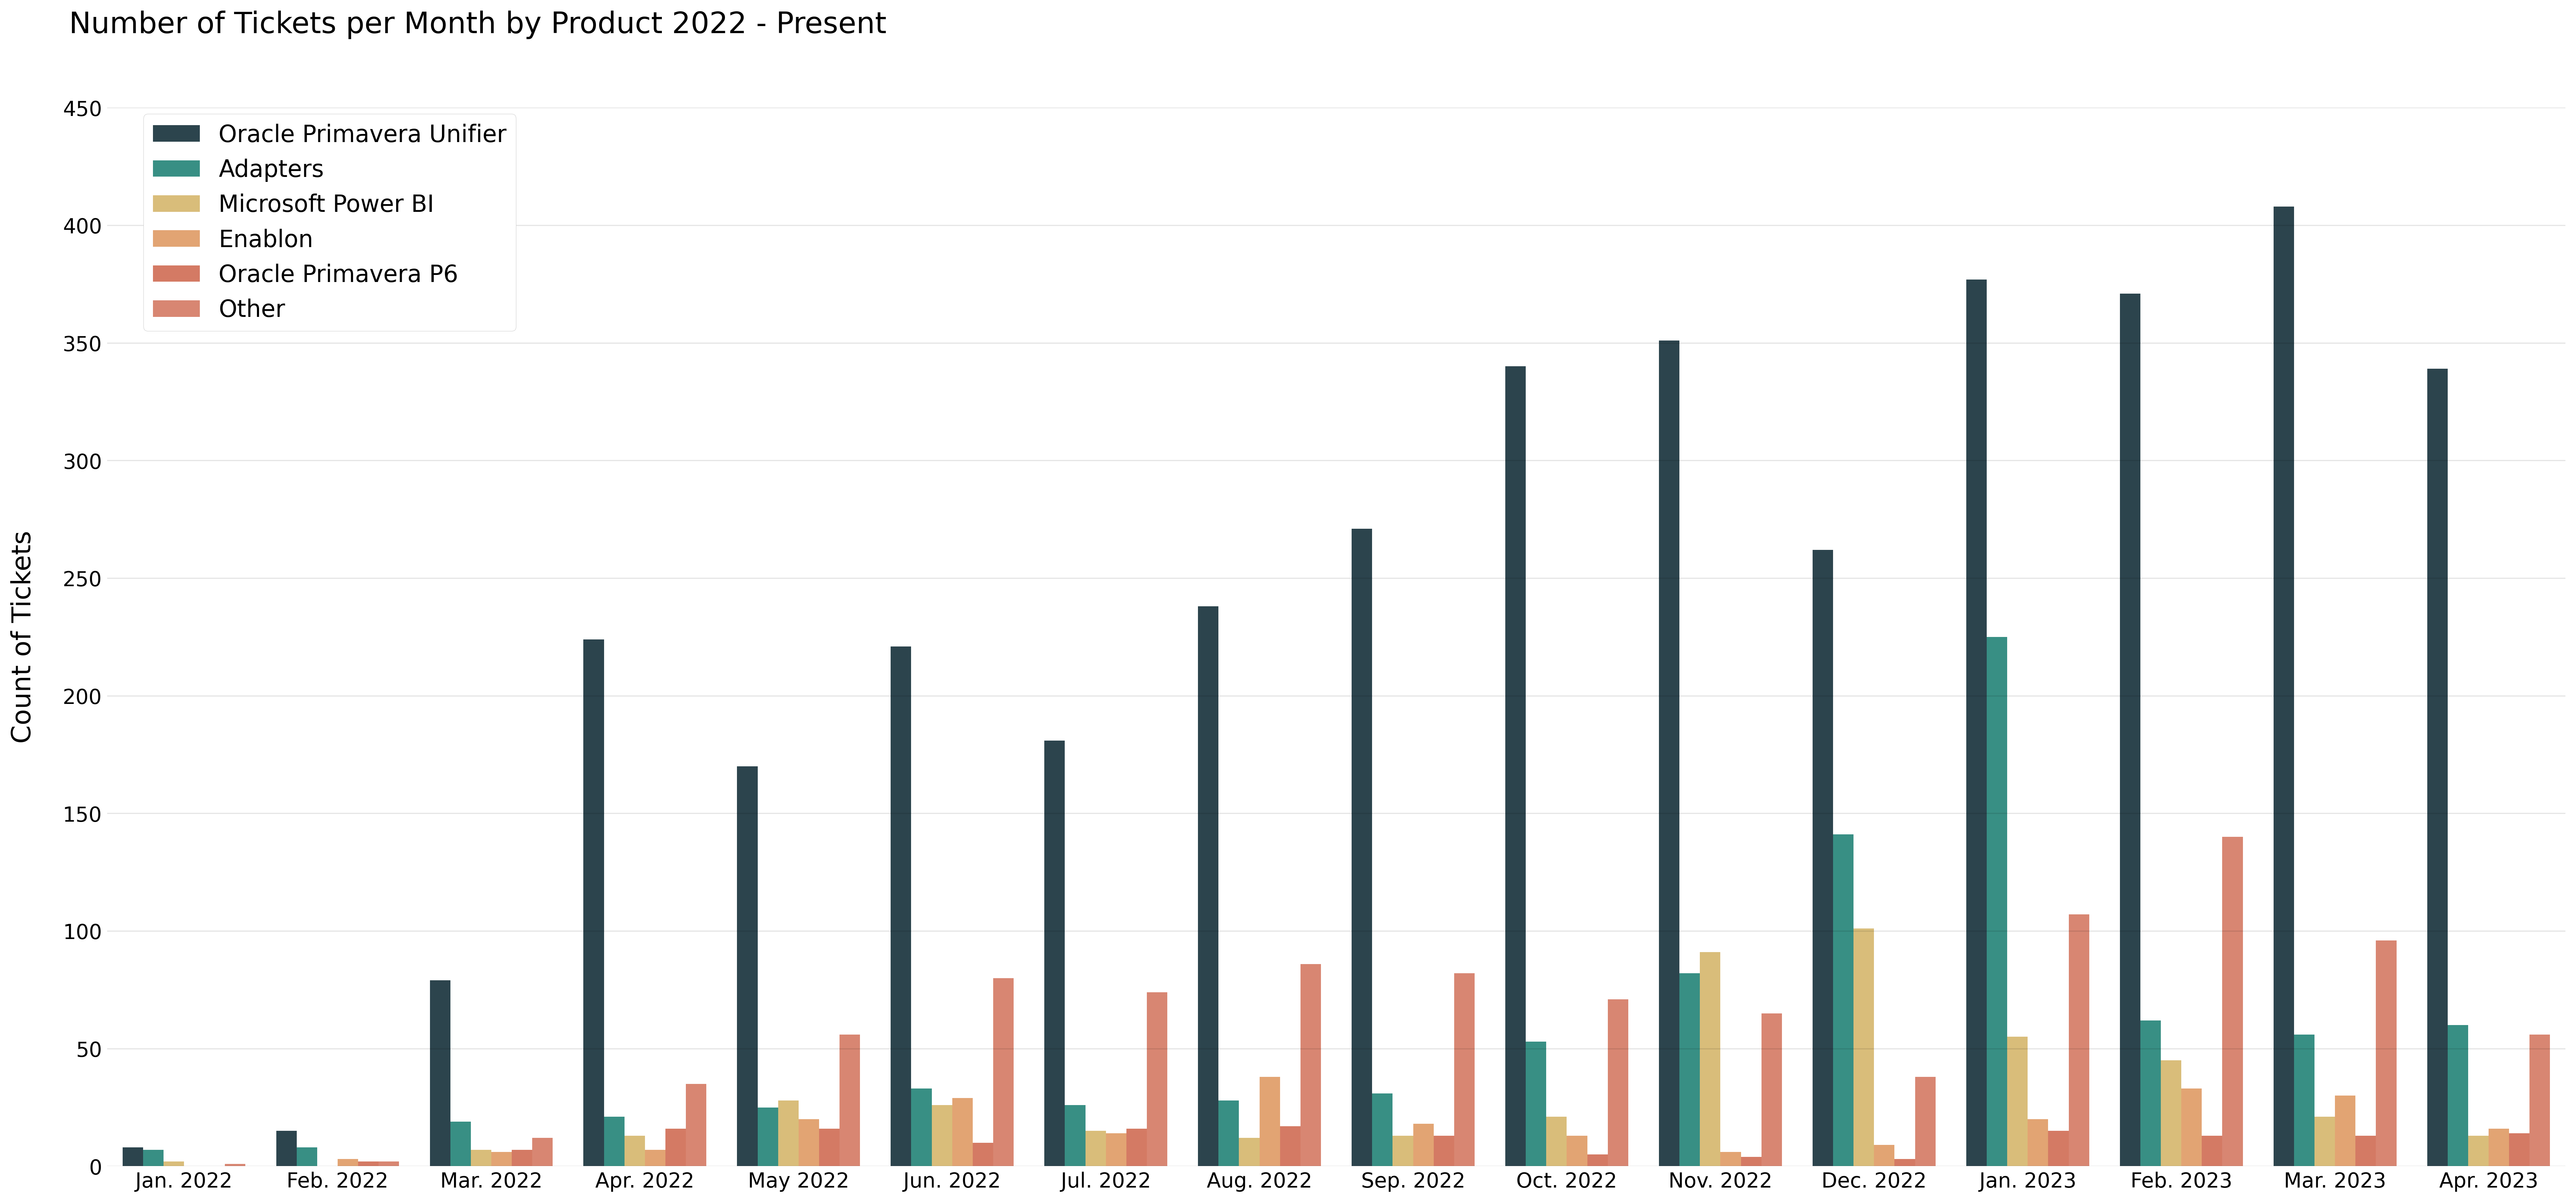 Number of Tickets per Month by Product 2022 - Present
450
400
350
300
250
200
150
100
50
0
Count of Tickets
Oracle Primavera Unifier
Adapters
Microsoft Power BI
Enablon
Oracle Primavera P6
Other
Jan. 2022
Feb. 2022
Mar. 2022
Apr. 2022
May 2022
Jun. 2022
Jul. 2022
Aug. 2022
Sep. 2022
Oct. 2022
Nov. 2022
Dec. 2022
Jan. 2023
Feb. 2023
Mar. 2023
Apr. 2023